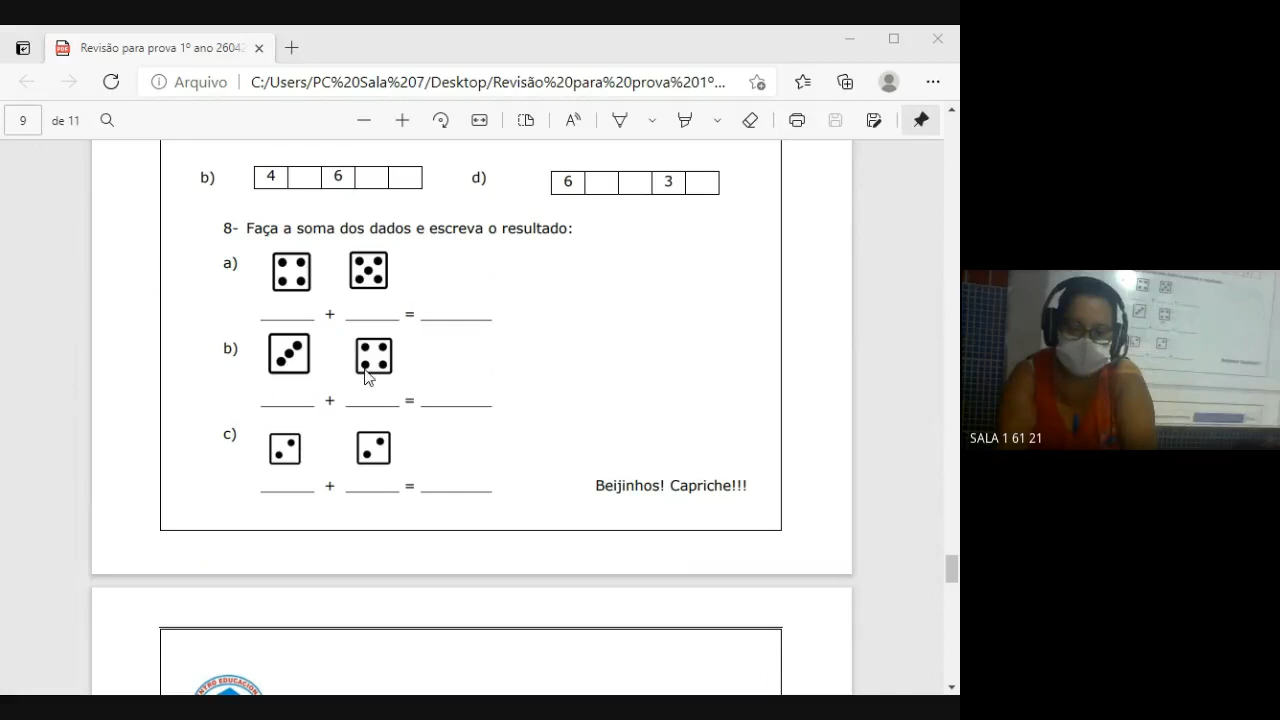 Revisão para prova 1º ano 26042
Arquivo
C:/Users/PC%20Sala%207/Desktop/Revisão%20para%20prova%201º...
9 de 11
b) 4 6 d) 6 3
8- Faça a soma dos dados e escreva o resultado:
a)
+ =
b)
+ =
c)
+ =
Beijinhos! Capriche!!!
SALA 1 61 21